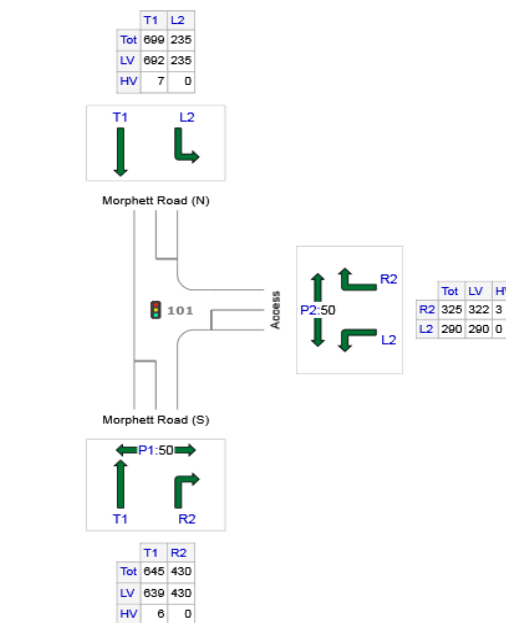 T1 L2
Tot 699 235
LV 692 235
HV 7 0
T1 L2
Morphett Road (N)
R2
P2:50
L2
Tot LV H
R2 325 322 3
L2 290 290 0
101
Access
Morphett Road (S)
P1:50
T1 R2
T1 R2
Tot 645 430
LV 639 430
HV 6 0